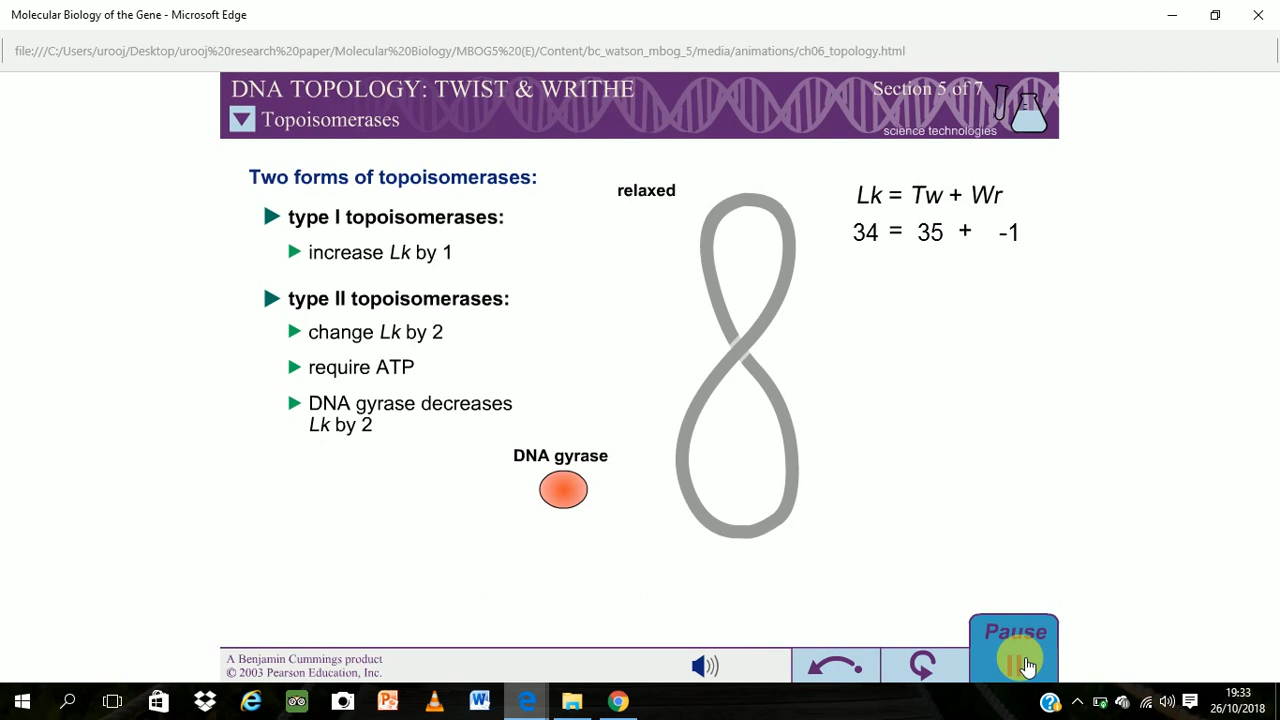 Molecular Biology of the Gene - Microsoft Edge
file:///C:/Users/urooj/Desktop/urooj%20research%20paper/Molecular%20Biology/MBOG5%20(E)/Content/bc_watson_mbog_5/media/animations/ch06_topology.html
DNA TOPOLOGY: TWIST & WRITHE
Section 5 of 7
Topoisomerases
science technologies
Two forms of topoisomerases:
type I topoisomerases:
increase Lk by 1
type II topoisomerases:
change Lk by 2
require ATP
DNA gyrase decreases
Lk by 2
DNA gyrase
relaxed
Lk = Tw + Wr
34 = 35 + -1
Pause
A Benjamin Cummings product
© 2003 Pearson Education, Inc.
19:33
26/10/2018